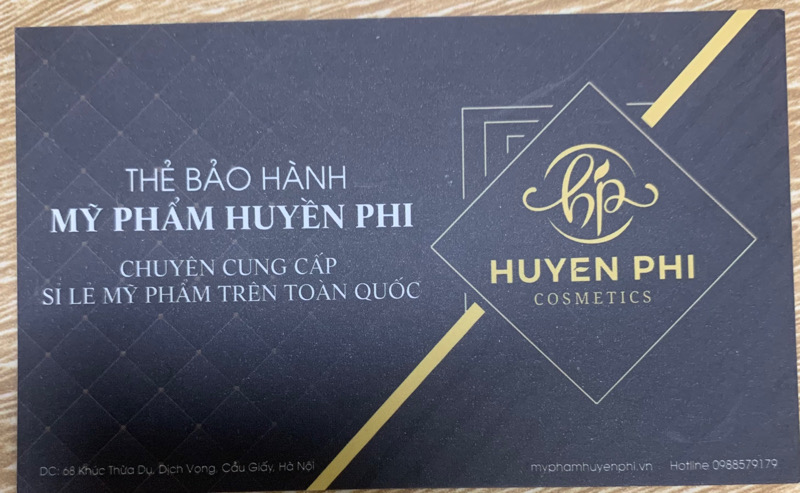 THẺ BẢO HÀNH
MỸ PHẨM HUYỀN PHI
CHUYÊN CUNG CẤP
SỈ LẺ MỸ PHẨM TRÊN TOÀN QUỐC
hp
HUYEN PHI
COSMETICS
DC: 68 Khúc Thừa Dụ, Dịch Vọng, Cầu Giấy, Hà Nội
myphamhuyenphi.vn Hotline 0988579179